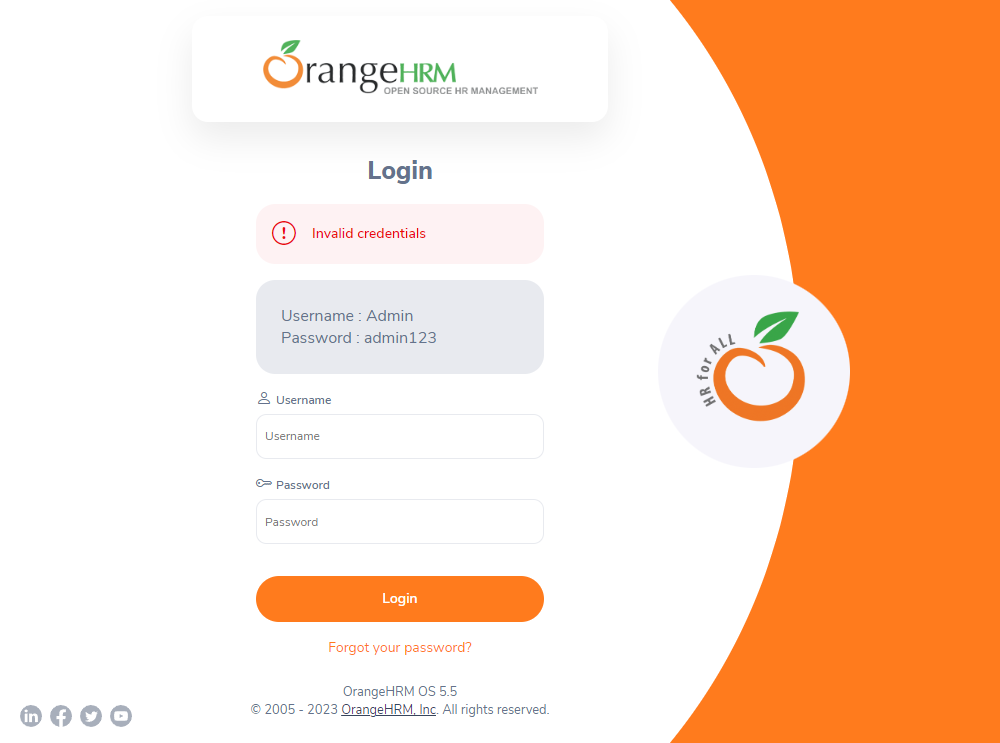 OrangeHRM
OPEN SOURCE HR MANAGEMENT
Login
Invalid credentials
Username : Admin
Password : admin123
Username
Username
Password
Password
Login
Forgot your password?
OrangeHRM OS 5.5
© 2005 - 2023 OrangeHRM, Inc. All rights reserved.
HR for ALL